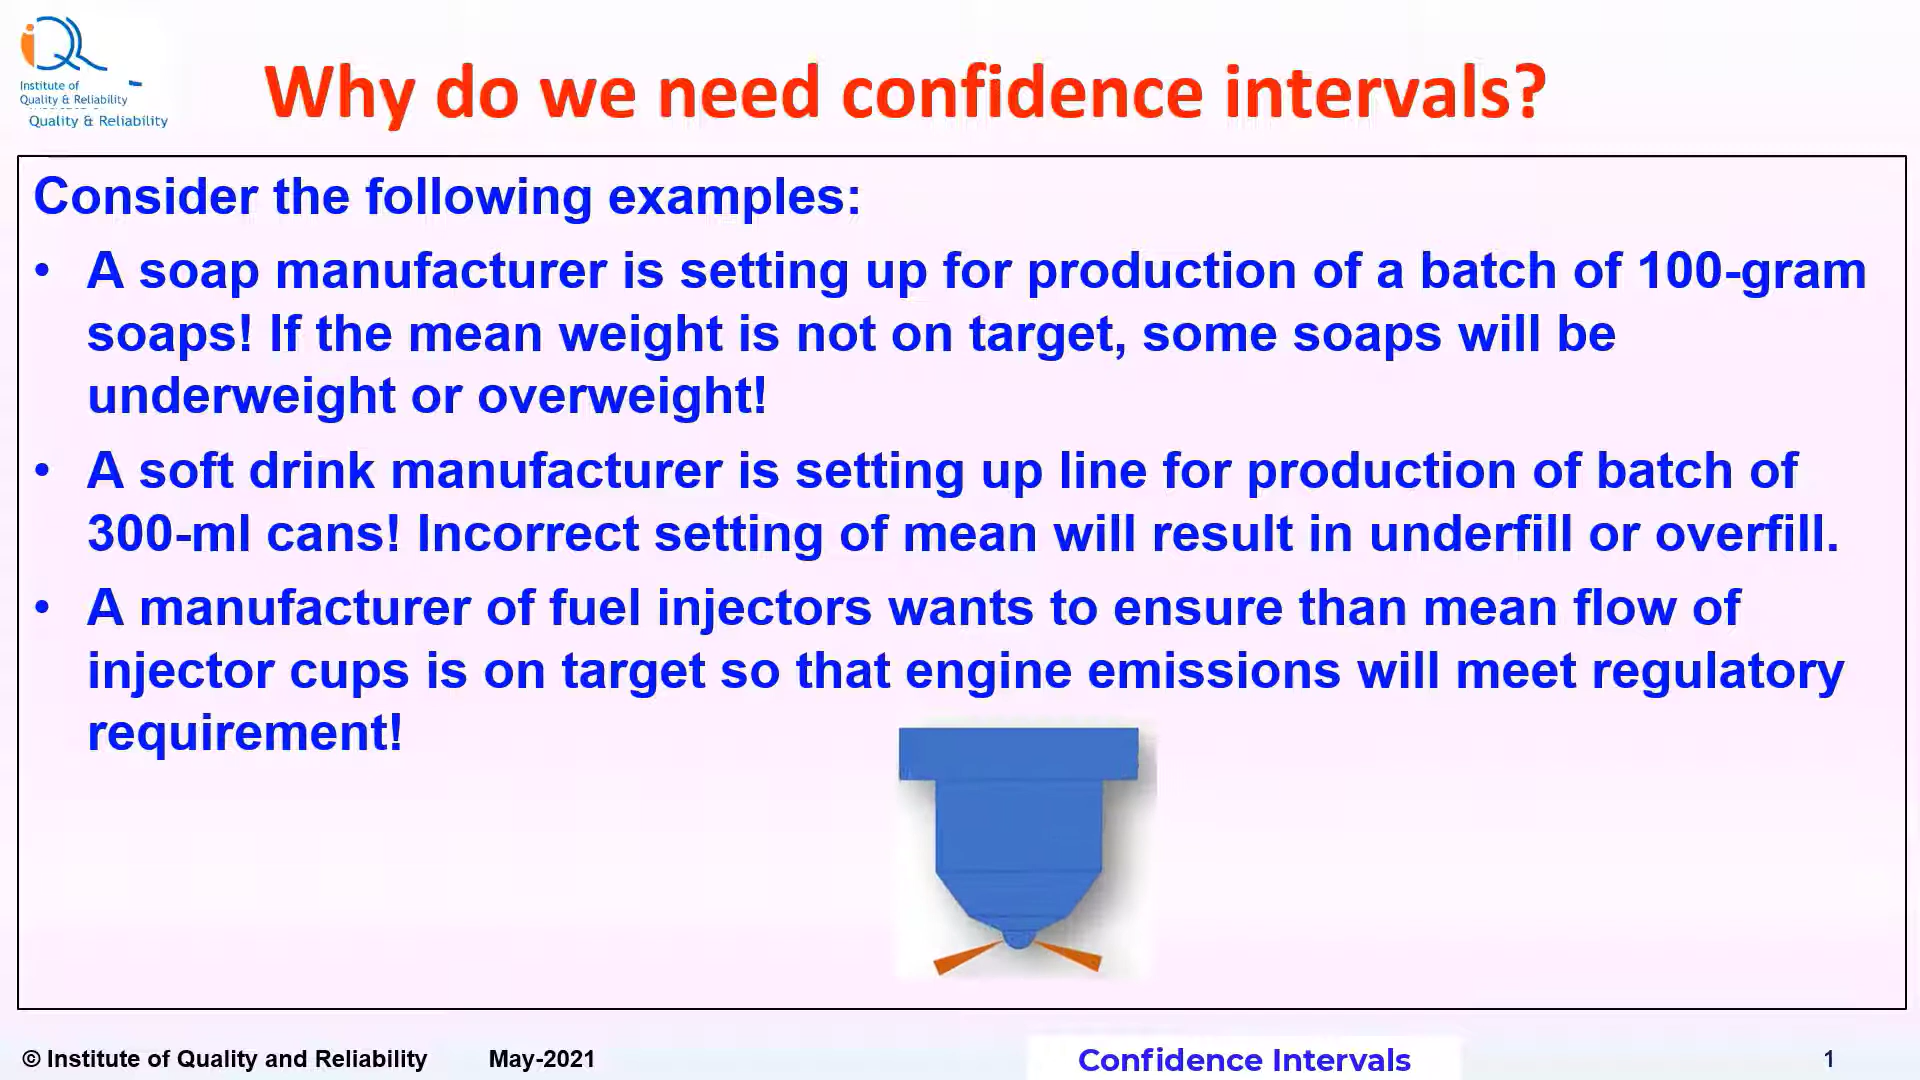 iQR
Institute of
Quality & Reliability
Quality & Reliability
Why do we need confidence intervals?
Consider the following examples:
• A soap manufacturer is setting up for production of a batch of 100-gram
soaps! If the mean weight is not on target, some soaps will be
underweight or overweight!
• A soft drink manufacturer is setting up line for production of batch of
300-ml cans! Incorrect setting of mean will result in underfill or overfill.
• A manufacturer of fuel injectors wants to ensure than mean flow of
injector cups is on target so that engine emissions will meet regulatory
requirement!
© Institute of Quality and Reliability May-2021 Confidence Intervals 1